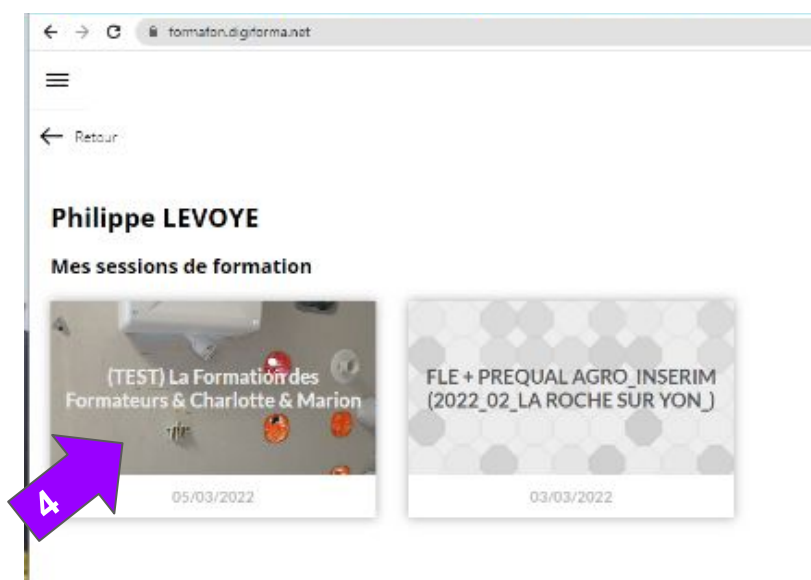 formafon.digiforma.net
Retour
Philippe LEVOYE
Mes sessions de formation
(TEST) La Formation des
Formateurs & Charlotte & Marion
05/03/2022
FLE + PREQUAL AGRO_INSERIM
(2022_02_LA ROCHE SUR YON_)
03/03/2022
4